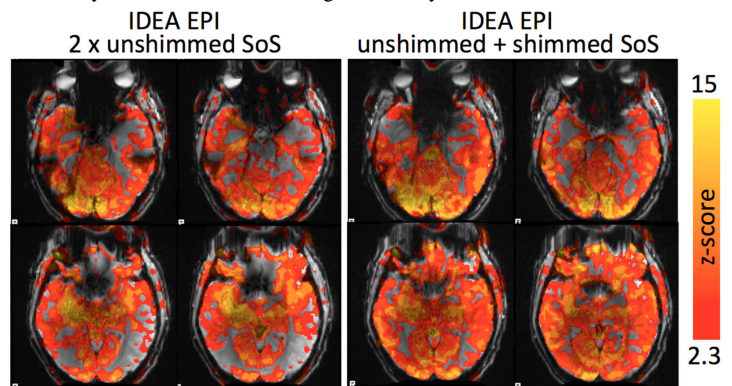 IDEA EPI
2 x unshimmed SoS
IDEA EPI
unshimmed + shimmed SoS
15
z-score
2.3